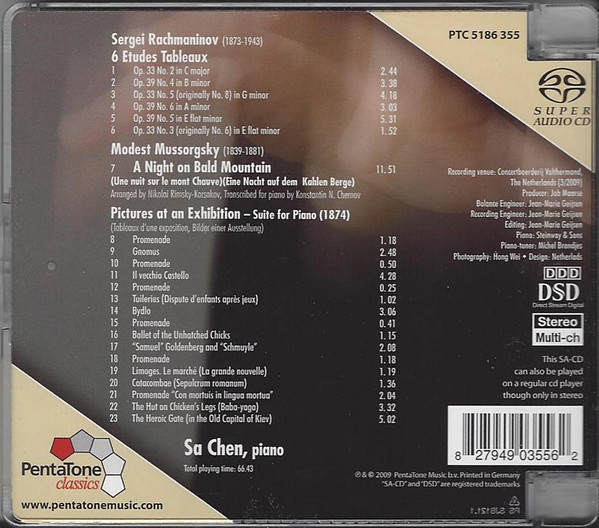 Sergei Rachmaninov (1873-1943)
6 Etudes Tableaux
1 Op. 33 No. 2 in C major 2. 44
2 Op. 39 No. 4 in B minor 3.38
3 Op. 33 No. 5 (originally No. 8) in G minor 4.18
4 Op. 39 No. 6 in A minor 3. 03
5 Op. 39 No. 5 in E flat minor 5.31
6 Op. 33 No. 3 (originally No. 6) in E flat minor 1.52
Modest Mussorgsky (1839-1881)
7 A Night on Bald Mountain 11.51
(Une nuit sur le mont Chauve)(Eine Nacht auf dem Kahlen Berge)
Arranged by Nikolai Rimsky-Korsakov, Transcribed for piano by Konstantin N. Chernov
Pictures at an Exhibition – Suite for Piano (1874)
(Tableaux d'une exposition, Bilder einer Ausstellung)
8 Promenade 1. 18
9 Gnomus 2. 48
10 Promenade 0.50
11 Il vecchio Castello 4.28
12 Promenade 0.25
13 Tuileries (Dispute d'enfants après jeux) 1. 02
14 Bydlo 3.06
15 Promenade 0.41
16 Ballet of the Unhatched Chicks 1.15
17 "Samuel" Goldenberg and "Schmuyle" 2.08
18 Promenade 1.18
19 Limoges. Le marché (La grande nouvelle) 1.19
20 Catacombae (Sepulcrum romanum) 1.36
21 Promenade "Con mortuis in lingua mortua" 2. 04
22 The Hut on Chicken's Legs (Baba-yaga) 3.32
23 The Heroic Gate (in the Old Capital of Kiev) 5.02
Sa Chen, piano
Total playing time: 66.43
PentaTone
classics
www.pentatonemusic.com
PTC 5186 355
SUPER
AUDIO CD
Recording venue: Concertboerderij Valthermond,
The Netherlands (3/2009)
Producer: Job Maarse
Balance Engineer: Jean-Marie Geijsen
Recording Engineer: Jean-Marie Geijsen
Editing: Jean-Marie Geijsen
Piano: Steinway & Sons
Piano-tuner: Michel Brandjes
Photography: Hong Wei • Design: Netherlads
DDD
DSD
Direct Stream Digital
Stereo
Multi-ch
This SA-CD
can also be played
on a regular cd player
though only in stereo
8 27949 03556 2
℗ & © 2009 PentaTone Music b.v. Printed in Germany
"SA-CD" and "DSD" are registered trademarks